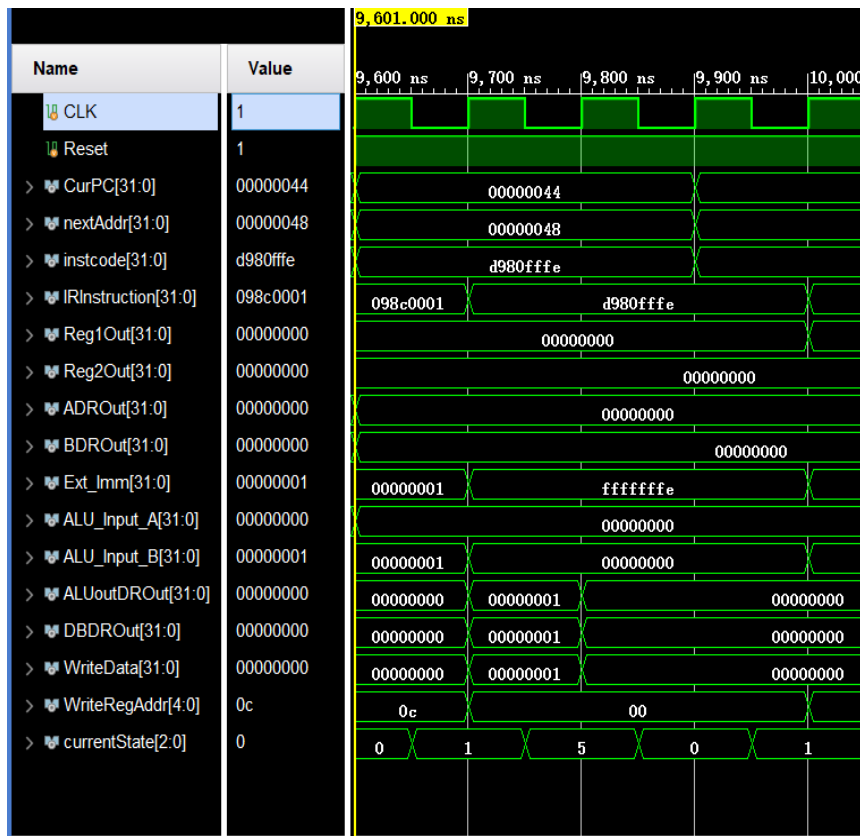 9,601.000 ns
Name Value 9,600 ns 9,700 ns 9,800 ns 9,900 ns 10,000
CLK 1
Reset 1
CurPC[31:0] 00000044 00000044
nextAddr[31:0] 00000048 00000048
instcode[31:0] d980fffe d980fffe
IRInstruction[31:0] 098c0001 098c0001 d980fffe
Reg1Out[31:0] 00000000 00000000
Reg2Out[31:0] 00000000 00000000
ADROut[31:0] 00000000 00000000
BDROut[31:0] 00000000 00000000
Ext_Imm[31:0] 00000001 00000001 fffffffe
ALU_Input_A[31:0] 00000000 00000000
ALU_Input_B[31:0] 00000001 00000001 00000000
ALUoutDROut[31:0] 00000000 00000000 00000001 00000000
DBDROut[31:0] 00000000 00000000 00000001 00000000
WriteData[31:0] 00000000 00000000 00000001 00000000
WriteRegAddr[4:0] 0c 0c 00
currentState[2:0] 0 0 1 5 0 1